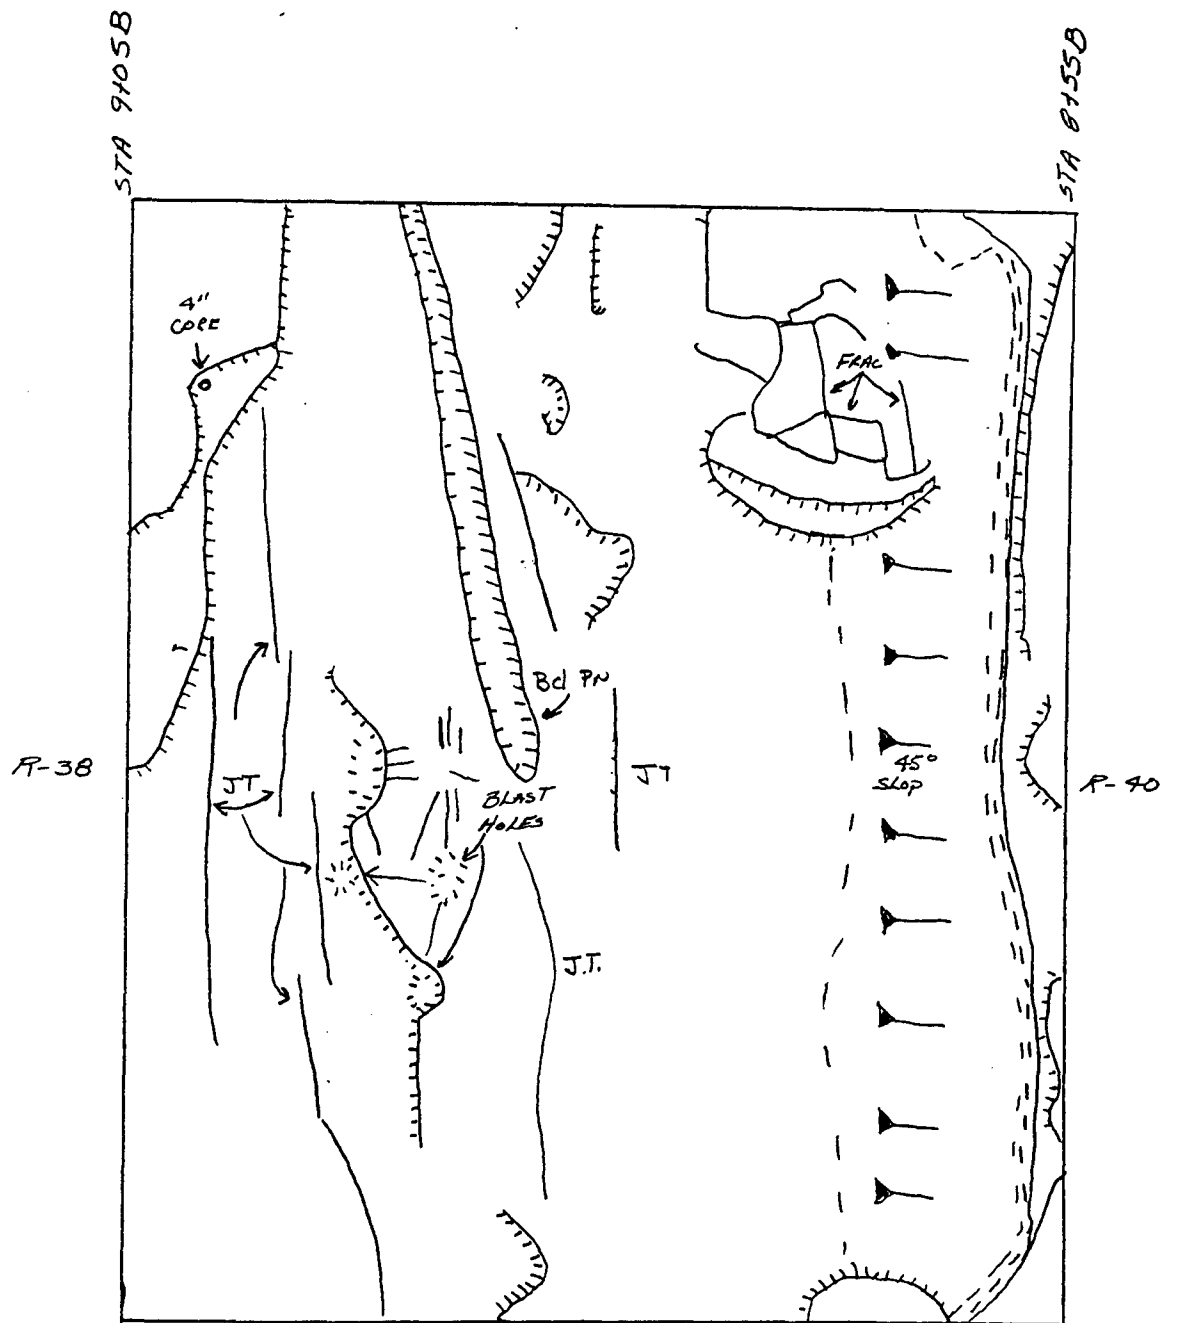 STA 9+05B
STA 8+55B
4"
CORE
FRAC
Bd PN
R-38
JT
JT
45°
SLOP
R-40
BLAST
HOLES
J.T.